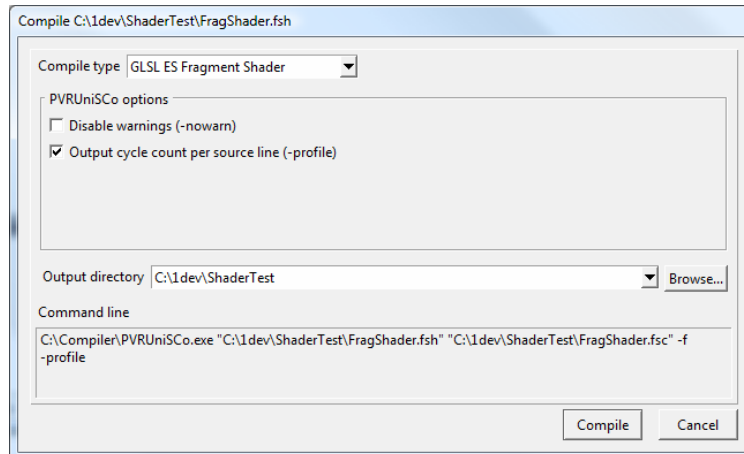 Compile C:\1dev\ShaderTest\FragShader.fsh
Compile type GLSL ES Fragment Shader
PVRUniSCo options
Disable warnings (-nowarn)
Output cycle count per source line (-profile)
Output directory C:\1dev\ShaderTest Browse...
Command line
C:\Compiler\PVRUniSCo.exe "C:\1dev\ShaderTest\FragShader.fsh" "C:\1dev\ShaderTest\FragShader.fsc" -f
-profile
Compile Cancel